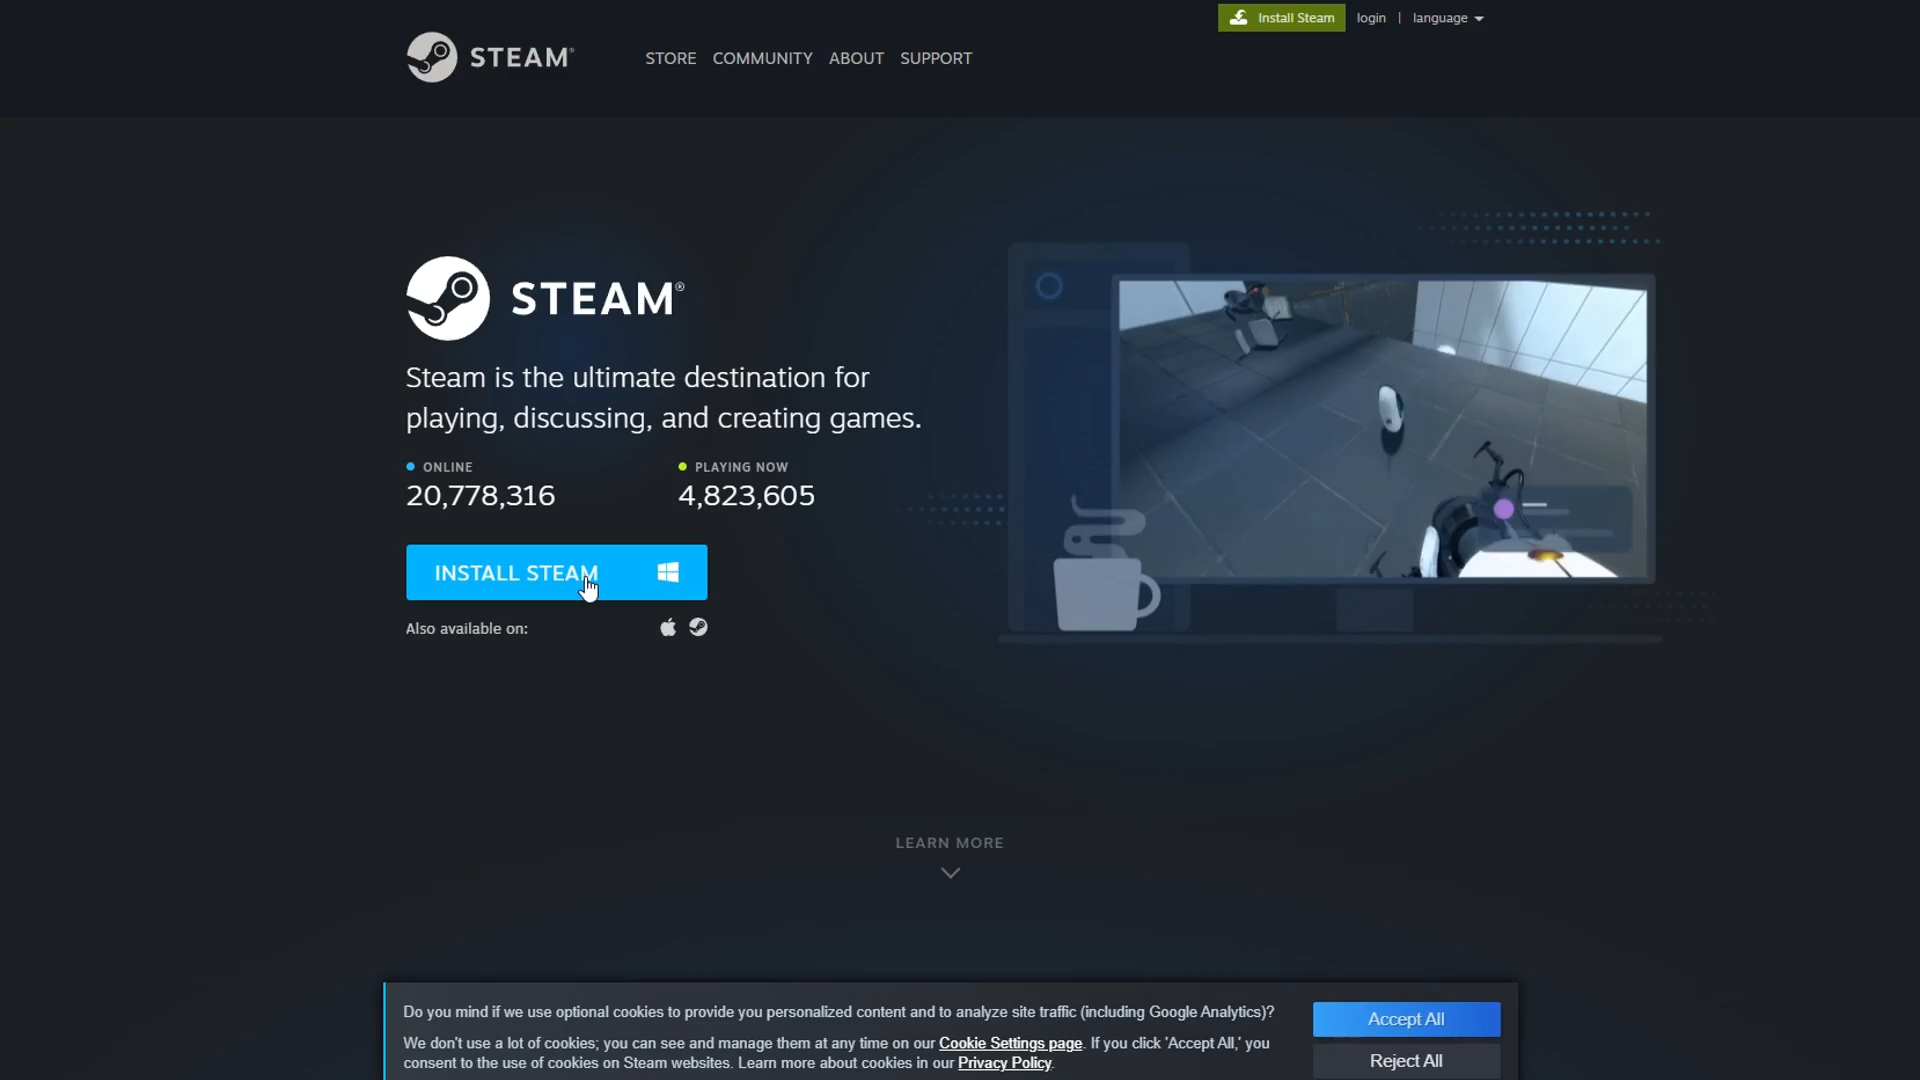 Install Steam login | language
STEAM® STORE COMMUNITY ABOUT SUPPORT
STEAM®
Steam is the ultimate destination for
playing, discussing, and creating games.
ONLINE PLAYING NOW
20,778,316 4,823,605
INSTALL STEAM
Also available on:
LEARN MORE
Do you mind if we use optional cookies to provide you personalized content and to analyze site traffic (including Google Analytics)?
Accept All
We don't use a lot of cookies; you can see and manage them at any time on our Cookie Settings page. If you click 'Accept All,' you
consent to the use of cookies on Steam websites. Learn more about cookies in our Privacy Policy.
Reject All